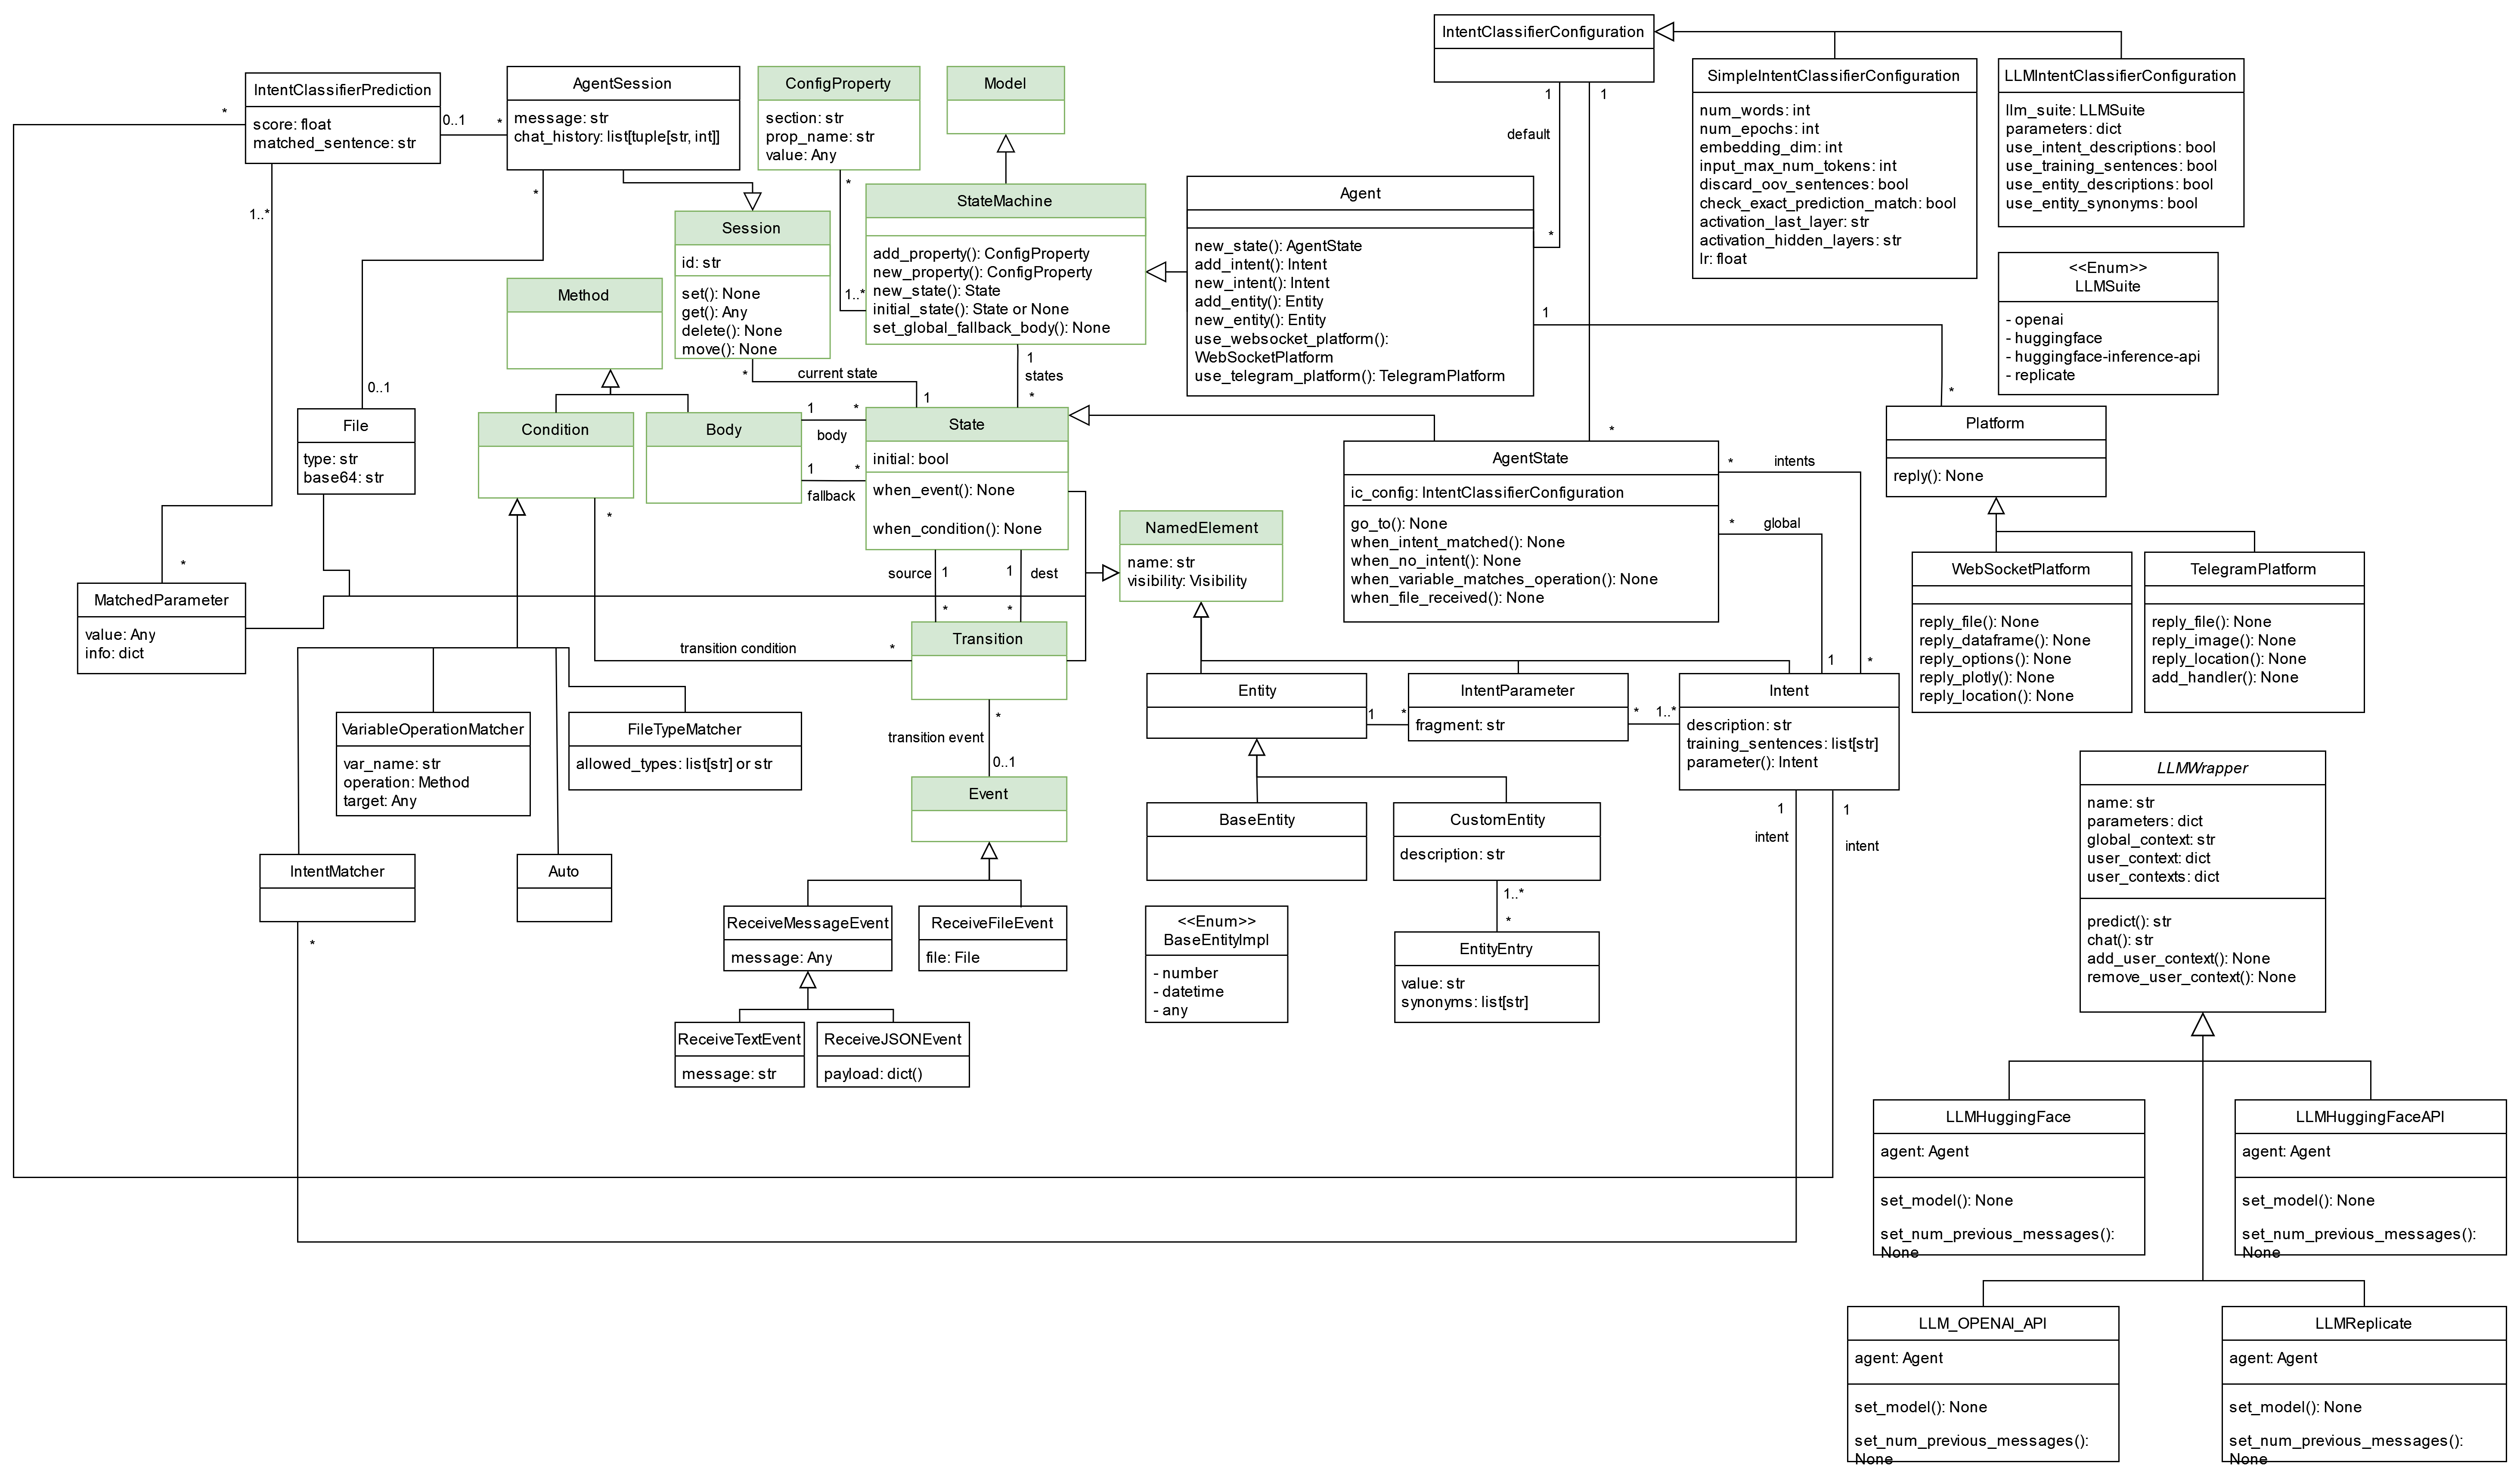 IntentClassifierConfiguration
1
1
default
*
*
SimpleIntentClassifierConfiguration
num_words: int
num_epochs: int
embedding_dim: int
input_max_num_tokens: int
discard_oov_sentences: bool
check_exact_prediction_match: bool
activation_last_layer: str
activation_hidden_layers: str
lr: float
LLMIntentClassifierConfiguration
llm_suite: LLMSuite
parameters: dict
use_intent_descriptions: bool
use_training_sentences: bool
use_entity_descriptions: bool
use_entity_synonyms: bool
<<Enum>>
LLMSuite
- openai
- huggingface
- huggingface-inference-api
- replicate
IntentClassifierPrediction
score: float
matched_sentence: str
*
0..1
*
1..*
AgentSession
message: str
chat_history: list[tuple[str, int]]
*
0..1
ConfigProperty
section: str
prop_name: str
value: Any
*
1..*
Model
StateMachine
add_property(): ConfigProperty
new_property(): ConfigProperty
new_state(): State
initial_state(): State or None
set_global_fallback_body(): None
1
states
*
Agent
new_state(): AgentState
add_intent(): Intent
new_intent(): Intent
add_entity(): Entity
new_entity(): Entity
use_websocket_platform():
WebSocketPlatform
use_telegram_platform(): TelegramPlatform
1
*
Session
id: str
set(): None
get(): Any
delete(): None
move(): None
*
current state
1
Method
File
type: str
base64: str
Condition
*
Body
1
*
body
1
*
fallback
State
initial: bool
when_event(): None
when_condition(): None
source
1
1
dest
*
*
NamedElement
name: str
visibility: Visibility
AgentState
ic_config: IntentClassifierConfiguration
go_to(): None
when_intent_matched(): None
when_no_intent(): None
when_variable_matches_operation(): None
when_file_received(): None
*
intents
*
global
1
*
Platform
reply(): None
WebSocketPlatform
reply_file(): None
reply_dataframe(): None
reply_options(): None
reply_plotly(): None
reply_location(): None
TelegramPlatform
reply_file(): None
reply_image(): None
reply_location(): None
add_handler(): None
*
MatchedParameter
value: Any
info: dict
transition condition
*
Transition
*
transition event
0..1
Event
VariableOperationMatcher
var_name: str
operation: Method
target: Any
FileTypeMatcher
allowed_types: list[str] or str
IntentMatcher
*
Auto
ReceiveMessageEvent
message: Any
ReceiveFileEvent
file: File
ReceiveTextEvent
message: str
ReceiveJSONEvent
payload: dict()
Entity
1
*
IntentParameter
fragment: str
*
1..*
Intent
description: str
training_sentences: list[str]
parameter(): Intent
1
intent
1
intent
BaseEntity
CustomEntity
description: str
1..*
*
<<Enum>>
BaseEntityImpl
- number
- datetime
- any
EntityEntry
value: str
synonyms: list[str]
LLMWrapper
name: str
parameters: dict
global_context: str
user_context: dict
user_contexts: dict
predict(): str
chat(): str
add_user_context(): None
remove_user_context(): None
LLMHuggingFace
agent: Agent
set_model(): None
set_num_previous_messages():
None
LLMHuggingFaceAPI
agent: Agent
set_model(): None
set_num_previous_messages():
None
LLM_OPENAI_API
agent: Agent
set_model(): None
set_num_previous_messages():
None
LLMReplicate
agent: Agent
set_model(): None
set_num_previous_messages():
None